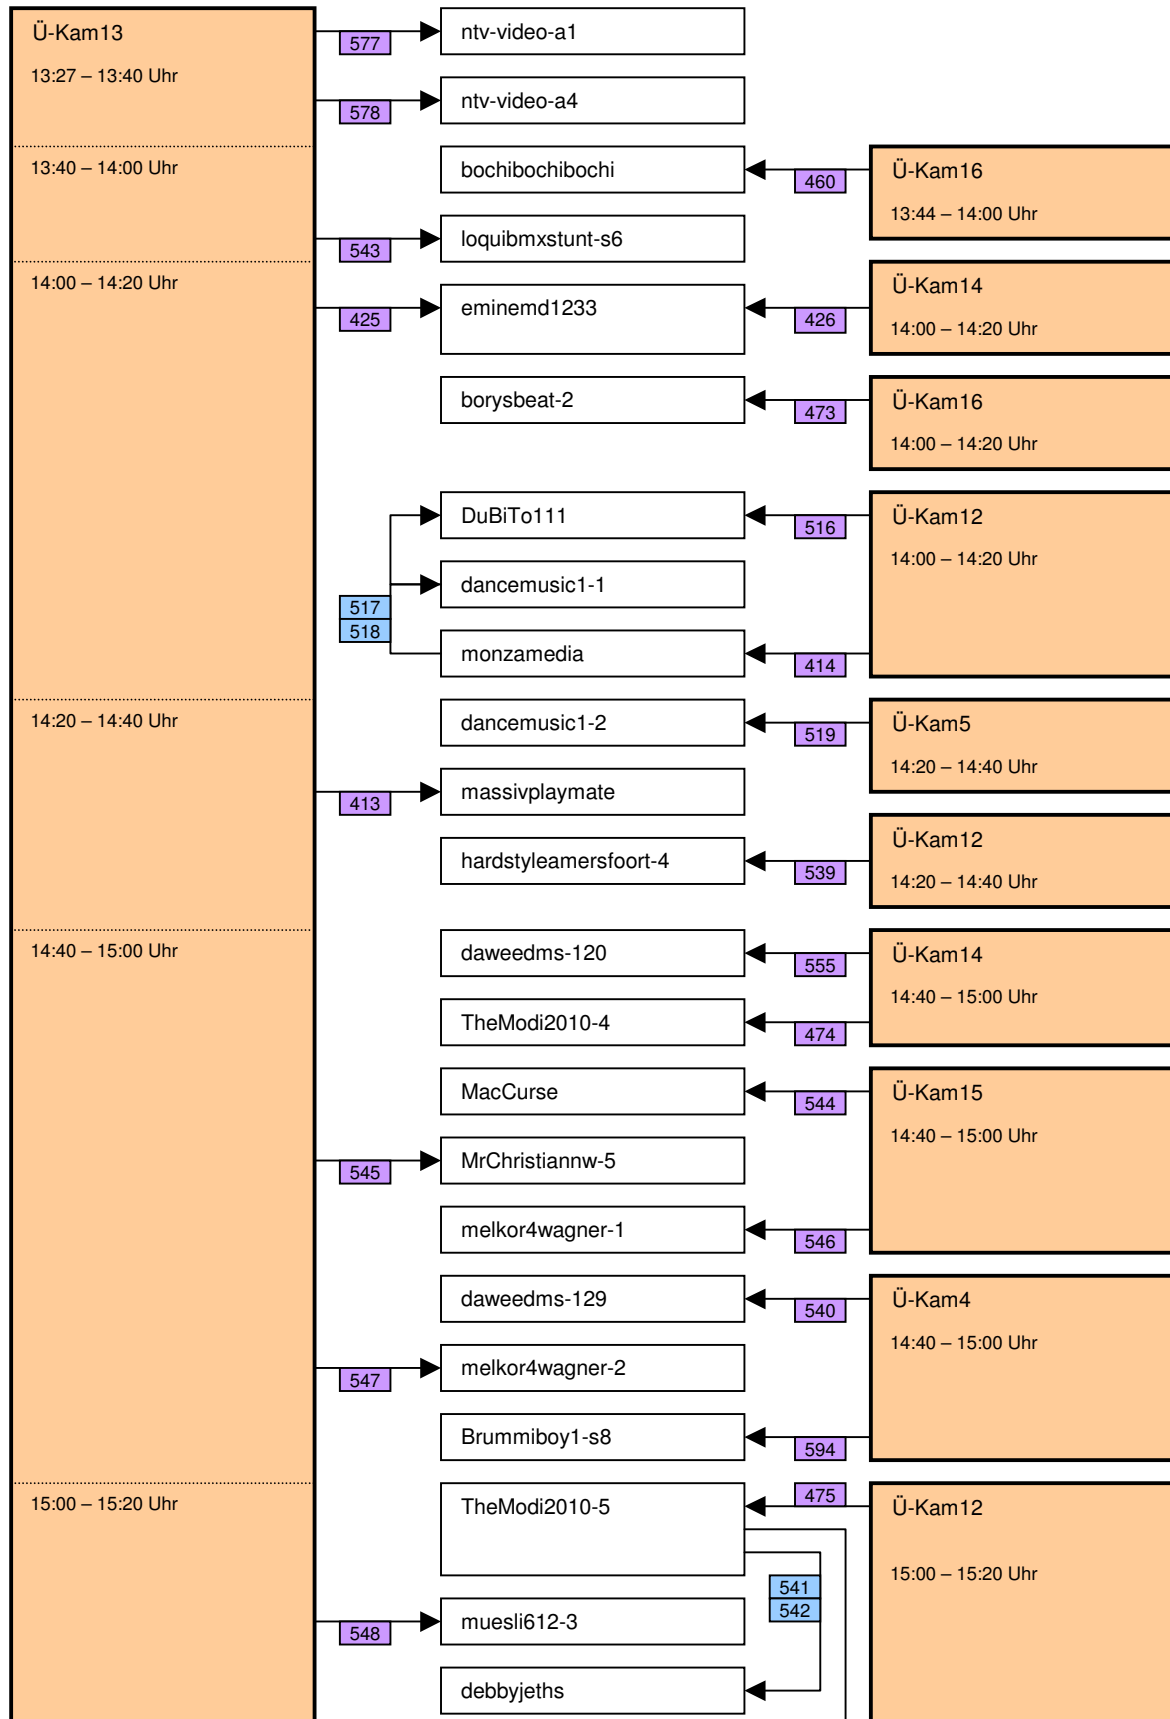 Ü-Kam13
577
ntv-video-a1
13:27 – 13:40 Uhr
578
ntv-video-a4
13:40 – 14:00 Uhr
bochibochibochi
460
Ü-Kam16
13:44 – 14:00 Uhr
543
loquibmxstunt-s6
14:00 – 14:20 Uhr
425
eminemd1233
426
Ü-Kam14
14:00 – 14:20 Uhr
borysbeat-2
473
Ü-Kam16
14:00 – 14:20 Uhr
DuBiTo111
516
Ü-Kam12
14:00 – 14:20 Uhr
dancemusic1-1
517
518
monzamedia
414
14:20 – 14:40 Uhr
dancemusic1-2
519
Ü-Kam5
14:20 – 14:40 Uhr
413
massivplaymate
hardstyleamersfoort-4
539
Ü-Kam12
14:20 – 14:40 Uhr
14:40 – 15:00 Uhr
daweedms-120
555
Ü-Kam14
14:40 – 15:00 Uhr
TheModi2010-4
474
MacCurse
544
Ü-Kam15
14:40 – 15:00 Uhr
545
MrChristiannw-5
melkor4wagner-1
546
daweedms-129
540
Ü-Kam4
14:40 – 15:00 Uhr
547
melkor4wagner-2
Brummiboy1-s8
594
15:00 – 15:20 Uhr
TheModi2010-5
475
Ü-Kam12
15:00 – 15:20 Uhr
541
542
548
muesli612-3
debbyjeths